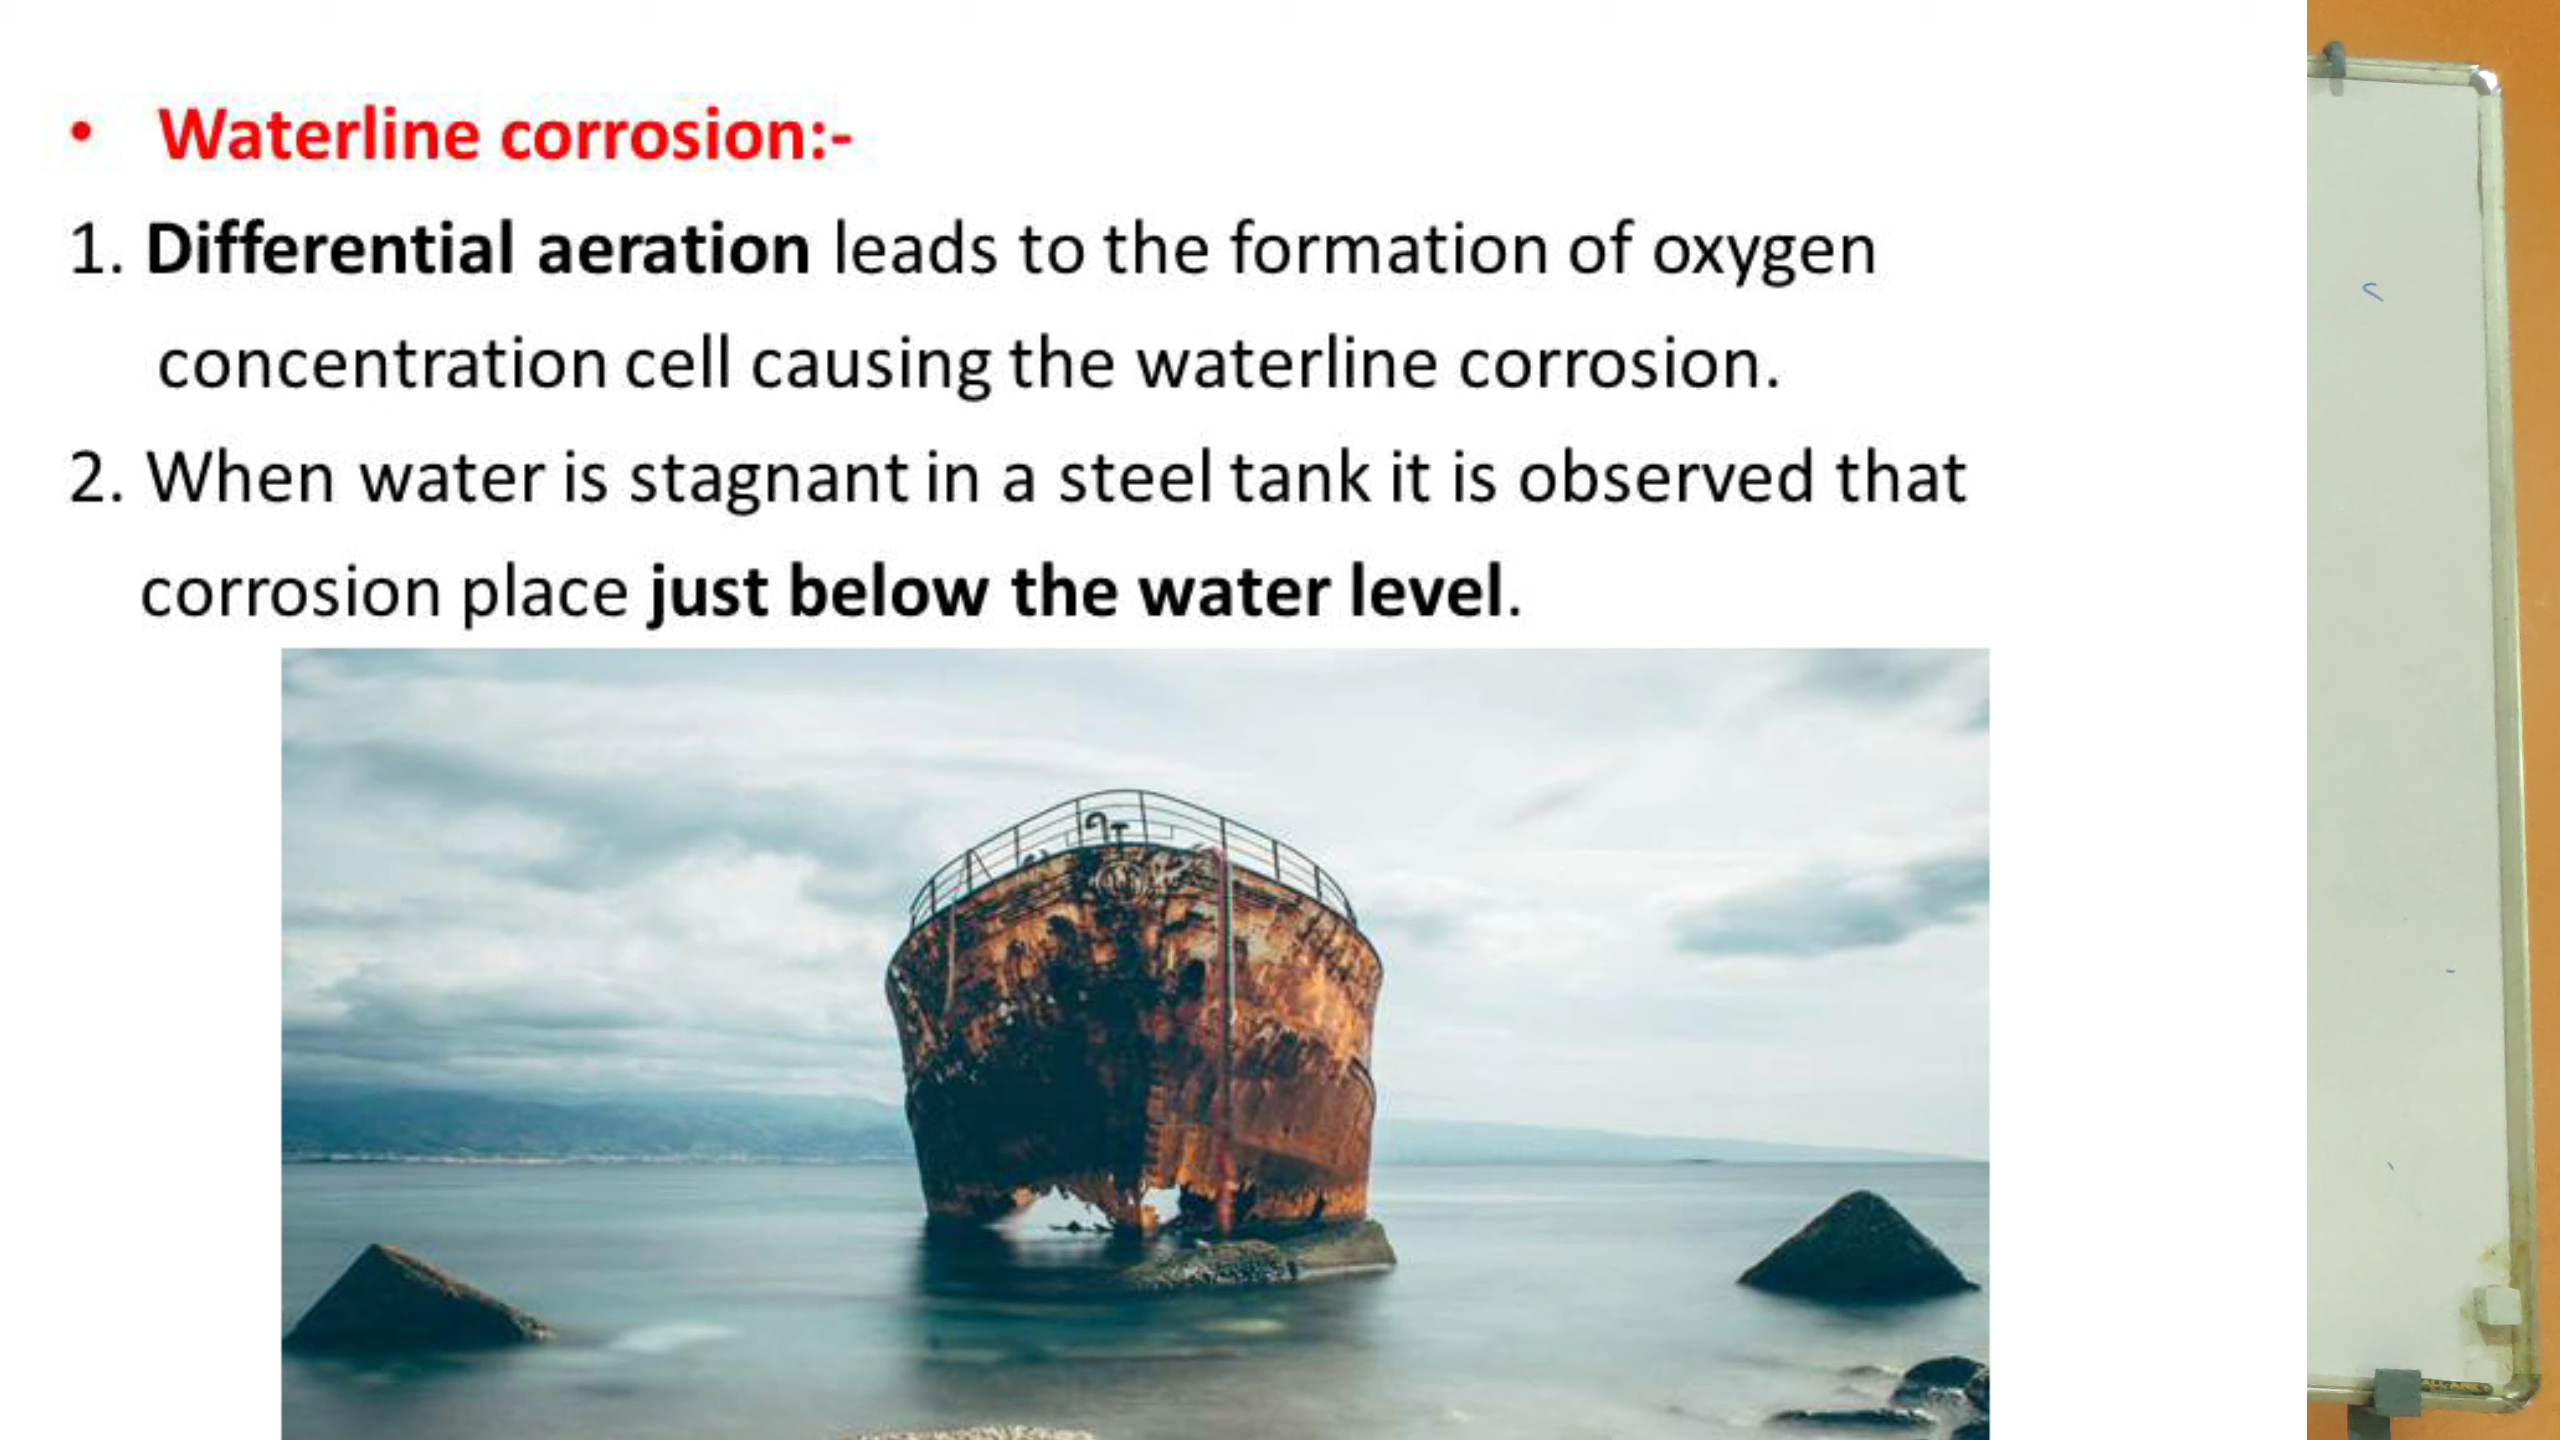 • Waterline corrosion:-
1. Differential aeration leads to the formation of oxygen
concentration cell causing the waterline corrosion.
2. When water is stagnant in a steel tank it is observed that
corrosion place just below the water level.